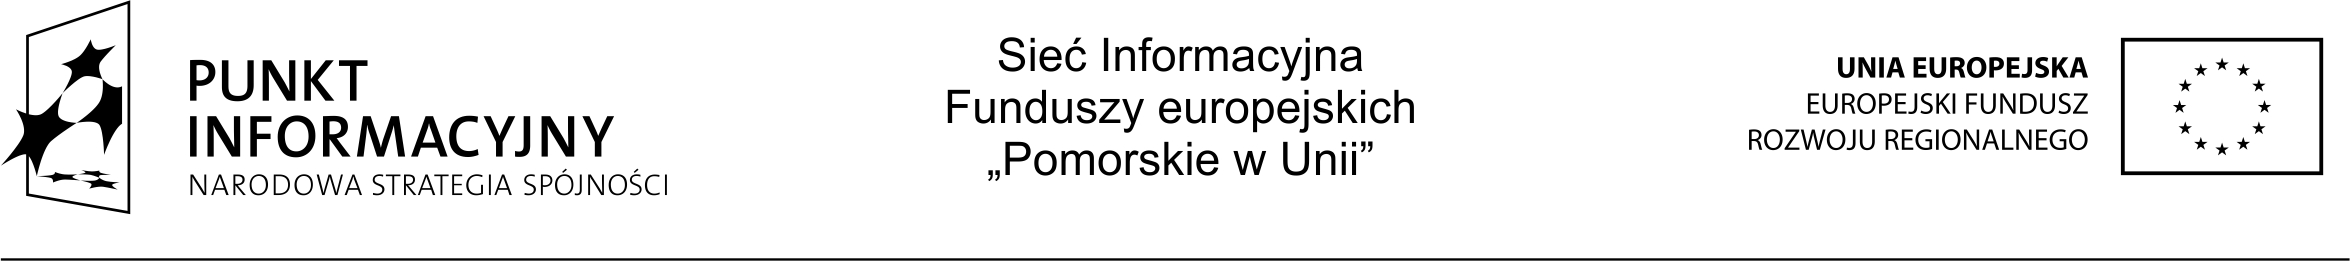 PUNKT
INFORMACYJNY
NARODOWA STRATEGIA SPÓJNOŚCI
Sieć Informacyjna
Funduszy europejskich
„Pomorskie w Unii”
UNIA EUROPEJSKA
EUROPEJSKI FUNDUSZ
ROZWOJU REGIONALNEGO